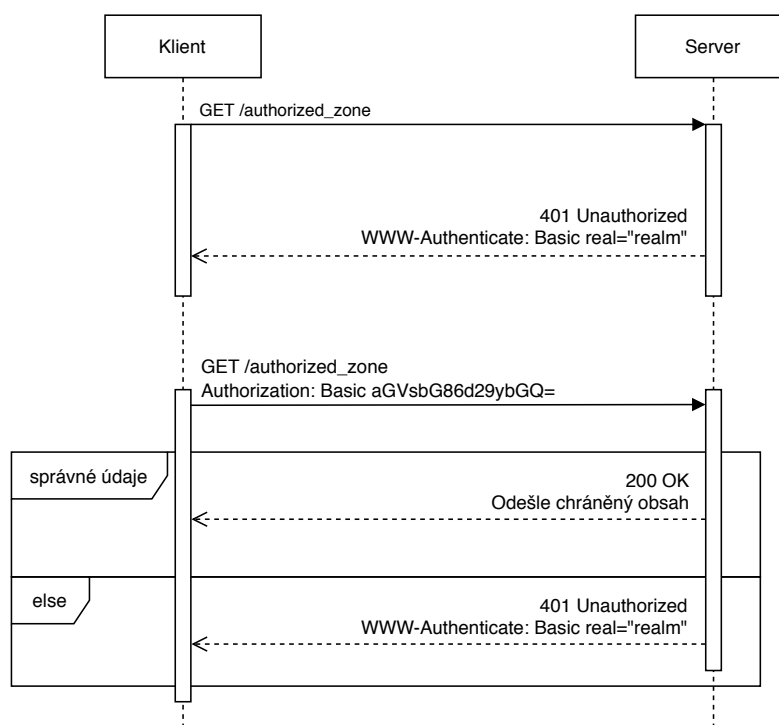 Klient
Server
GET /authorized_zone
401 Unauthorized
WWW-Authenticate: Basic real="realm"
GET /authorized_zone
Authorization: Basic aGVsbG86d29ybGQ=
správné údaje
200 OK
Odešle chráněný obsah
else
401 Unauthorized
WWW-Authenticate: Basic real="realm"